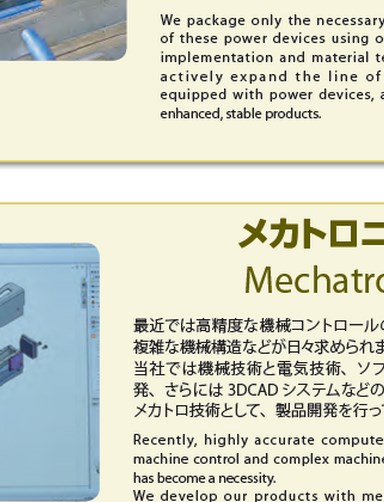 We package only the necessary
of these power devices using
implementation and material
actively expand the line of
equipped with power devices,
enhanced, stable products.
メカトロニ
Mechatro
最近では高精度な機械コントロールの
複雑な機械構造などが日々求められま
当社では機械技術と電気技術、ソフ
発、さらには 3DCAD システムなどの
メカトロ技術として、製品開発を行って
Recently, highly accurate compute
machine control and complex machine
has become a necessity.
We develop our products with me